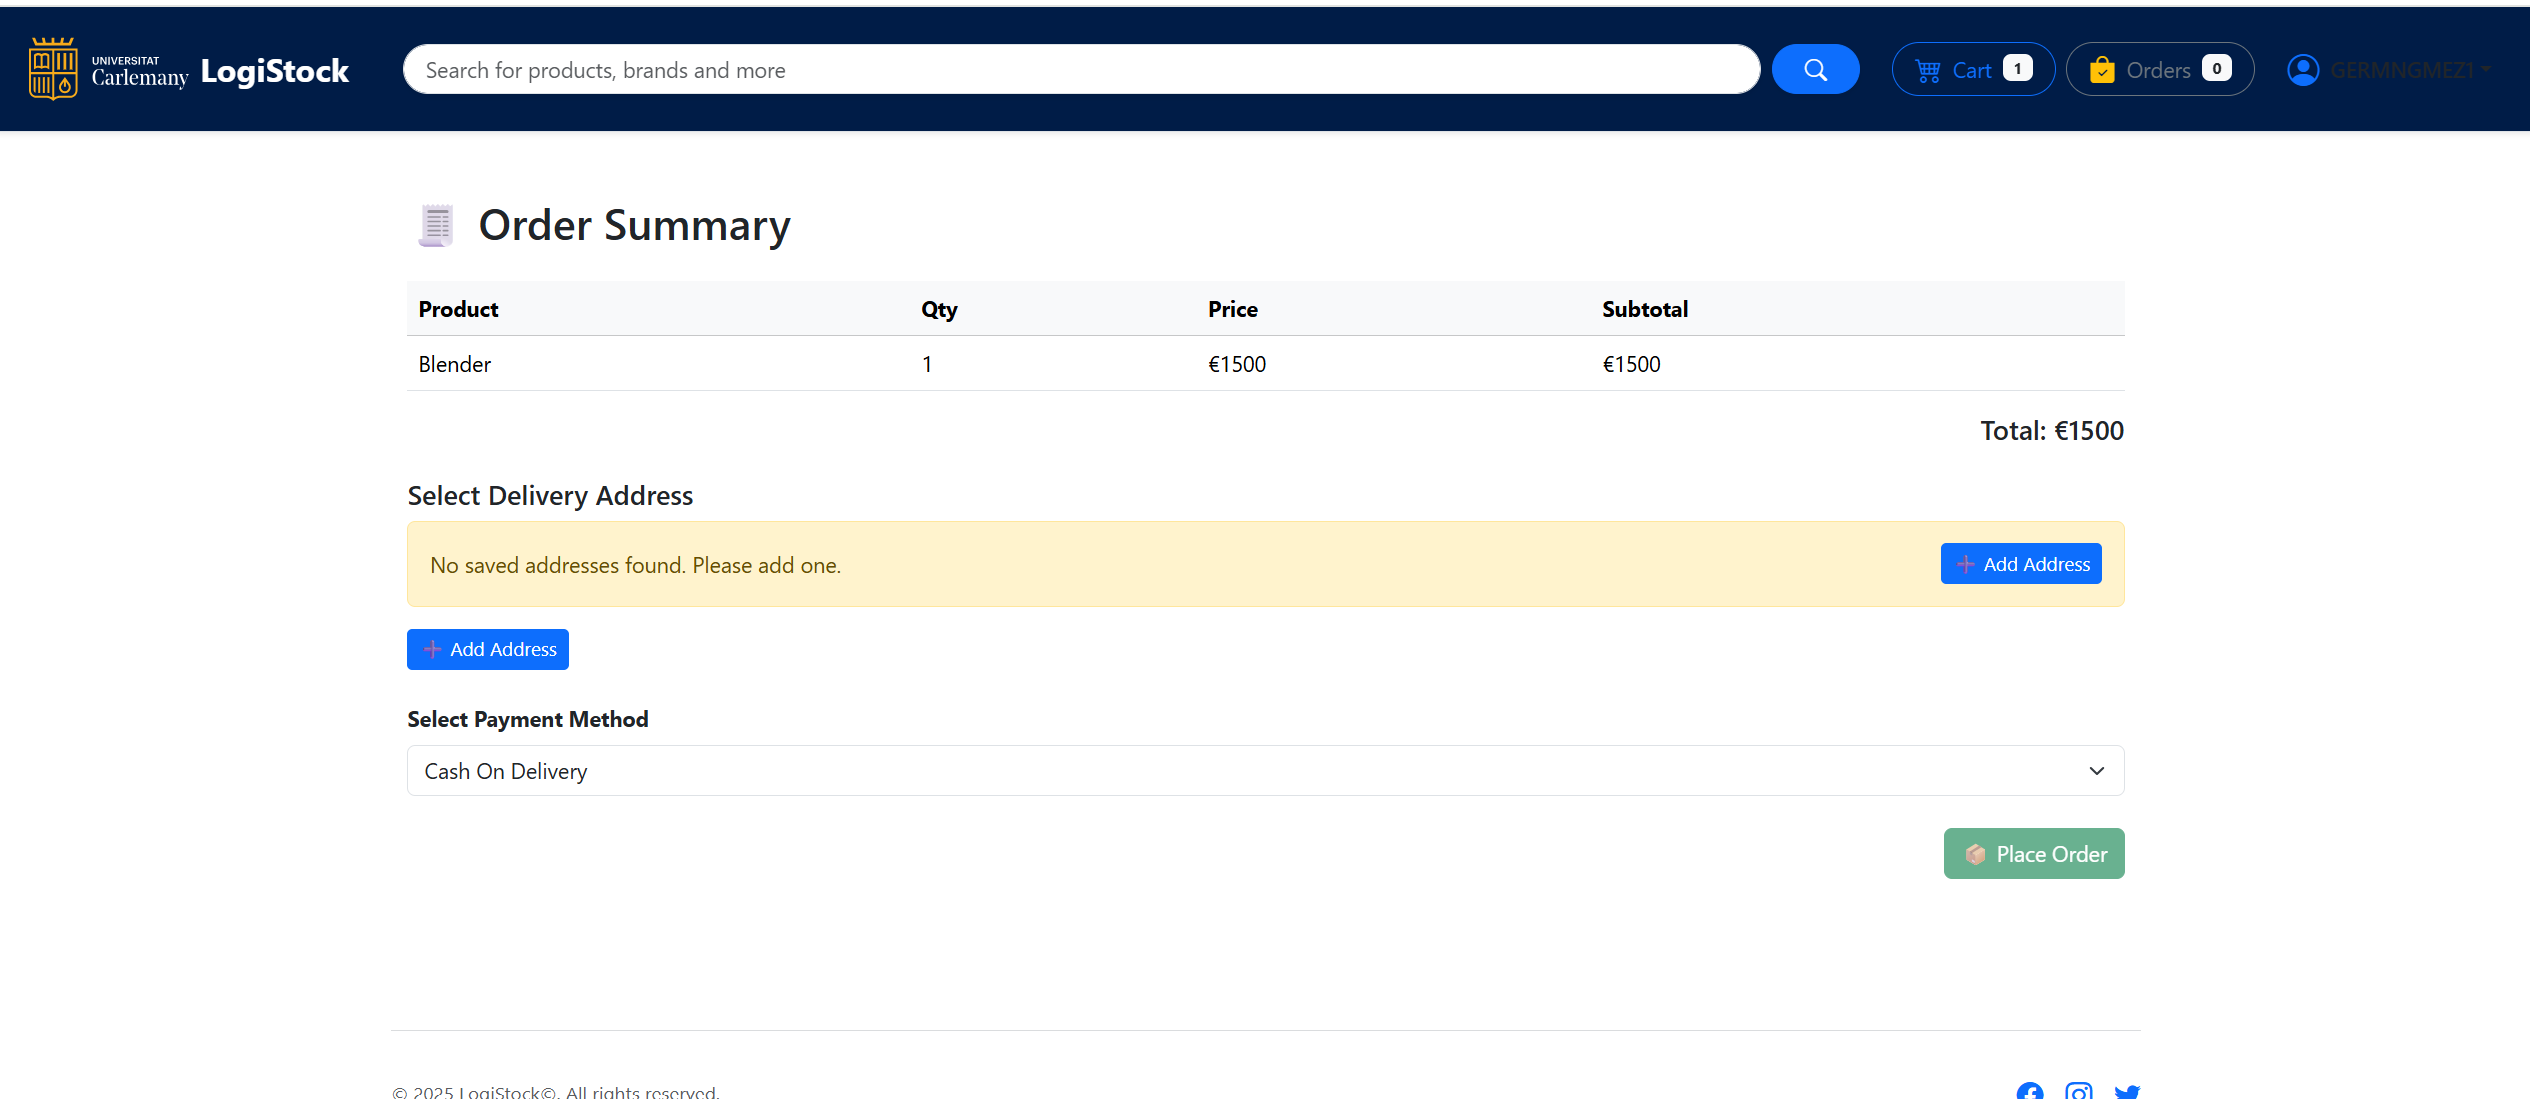 UNIVERSITAT
Carlemany
LogiStock
Search for products, brands and more
Cart 1
Orders 0
GERMNGMEZ1
Order Summary
Product Qty Price Subtotal
Blender 1 €1500 €1500
Total: €1500
Select Delivery Address
No saved addresses found. Please add one.
Add Address
Add Address
Select Payment Method
Cash On Delivery
Place Order
© 2025 LogiStock©. All rights reserved.